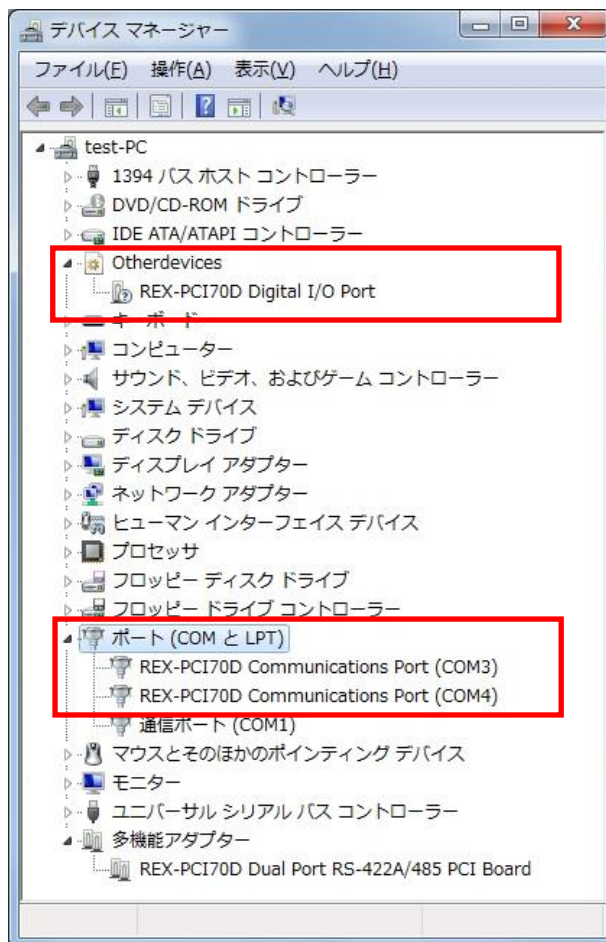 デバイス マネージャー
ファイル(F) 操作(A) 表示(V) ヘルプ(H)
test-PC
1394 バス ホスト コントローラー
DVD/CD-ROM ドライブ
IDE ATA/ATAPI コントローラー
Otherdevices
REX-PCI70D Digital I/O Port
キーボード
コンピューター
サウンド、ビデオ、およびゲーム コントローラー
システム デバイス
ディスク ドライブ
ディスプレイ アダプター
ネットワーク アダプター
ヒューマン インターフェイス デバイス
プロセッサ
フロッピー ディスク ドライブ
フロッピー ドライブ コントローラー
ポート (COM と LPT)
REX-PCI70D Communications Port (COM3)
REX-PCI70D Communications Port (COM4)
通信ポート (COM1)
マウスとそのほかのポインティング デバイス
モニター
ユニバーサル シリアル バス コントローラー
多機能アダプター
REX-PCI70D Dual Port RS-422A/485 PCI Board